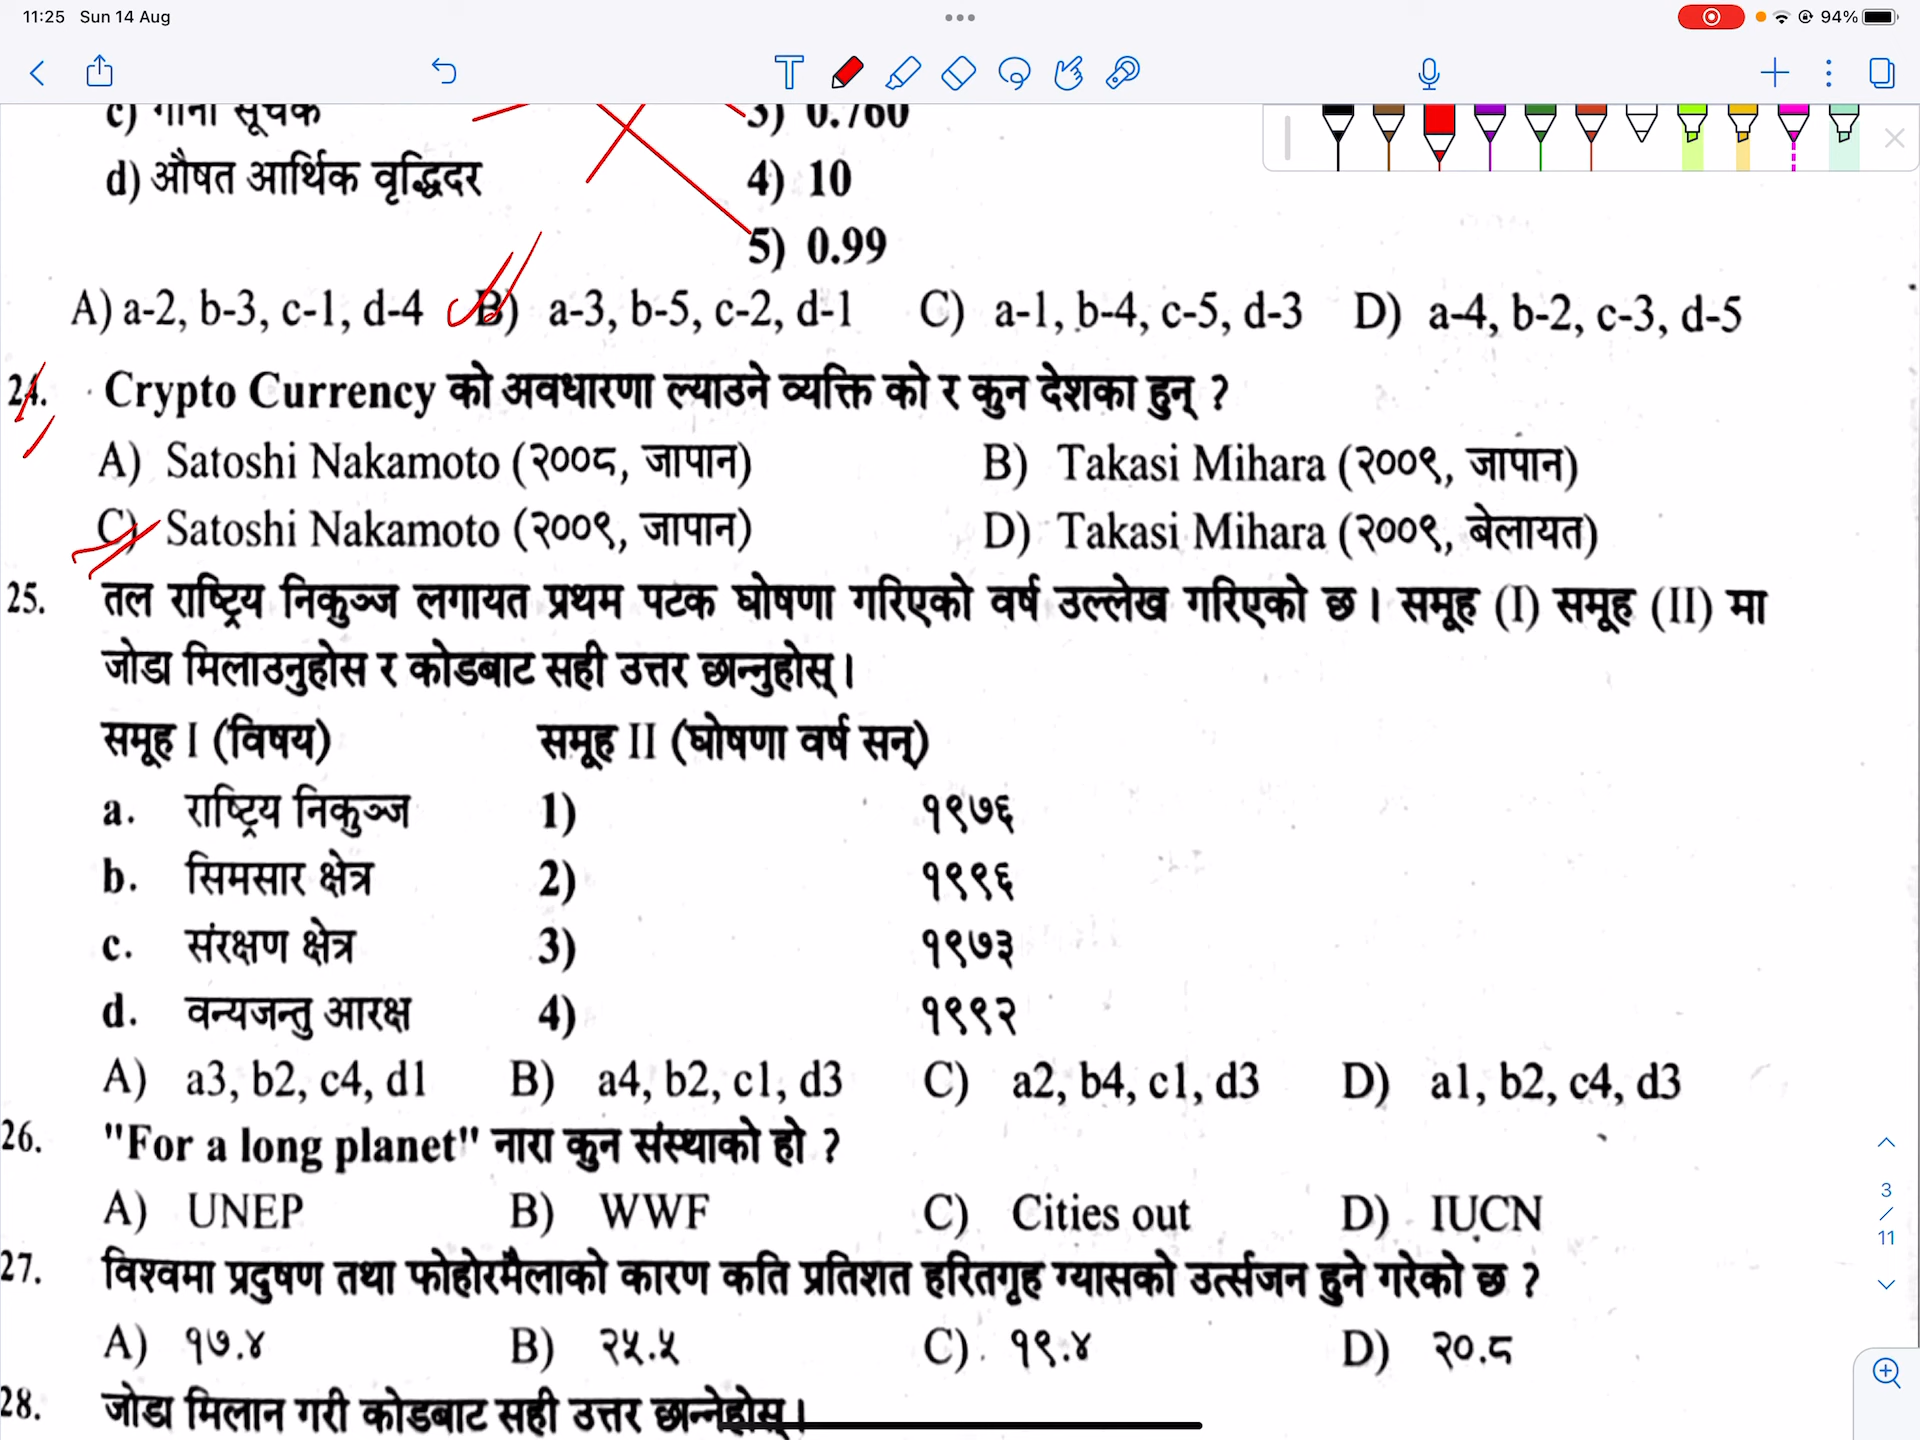 11:25 Sun 14 Aug
94%
c) गिनी सूचक 3) 0.760
d) औषत आर्थिक वृद्धिदर 4) 10
5) 0.99
A) a-2, b-3, c-1, d-4 B) a-3, b-5, c-2, d-1 C) a-1, b-4, c-5, d-3 D) a-4, b-2, c-3, d-5
24. Crypto Currency को अवधारणा ल्याउने व्यक्ति को र कुन देशका हुन् ?
A) Satoshi Nakamoto (२००८, जापान) B) Takasi Mihara (२००९, जापान)
C) Satoshi Nakamoto (२००९, जापान) D) Takasi Mihara (२००९, बेलायत)
25. तल राष्ट्रिय निकुञ्ज लगायत प्रथम पटक घोषणा गरिएको वर्ष उल्लेख गरिएको छ । समूह (I) समूह (II) मा
जोडा मिलाउनुहोस र कोडबाट सही उत्तर छान्नुहोस् ।
समूह I (विषय) समूह II (घोषणा वर्ष सन्)
a. राष्ट्रिय निकुञ्ज 1) १९७६
b. सिमसार क्षेत्र 2) १९९६
c. संरक्षण क्षेत्र 3) १९७३
d. वन्यजन्तु आरक्ष 4) १९९२
A) a3, b2, c4, d1 B) a4, b2, c1, d3 C) a2, b4, c1, d3 D) a1, b2, c4, d3
26. "For a long planet" नारा कुन संस्थाको हो ?
A) UNEP B) WWF C) Cities out D) IUCN
27. विश्वमा प्रदुषण तथा फोहोरमैलाको कारण कति प्रतिशत हरितगृह ग्यासको उर्त्सजन हुने गरेको छ ?
A) १७.४ B) २५.५ C) १९.४ D) २०.८
28. जोडा मिलान गरी कोडबाट सही उत्तर छान्नेहोस् ।
3
/
11